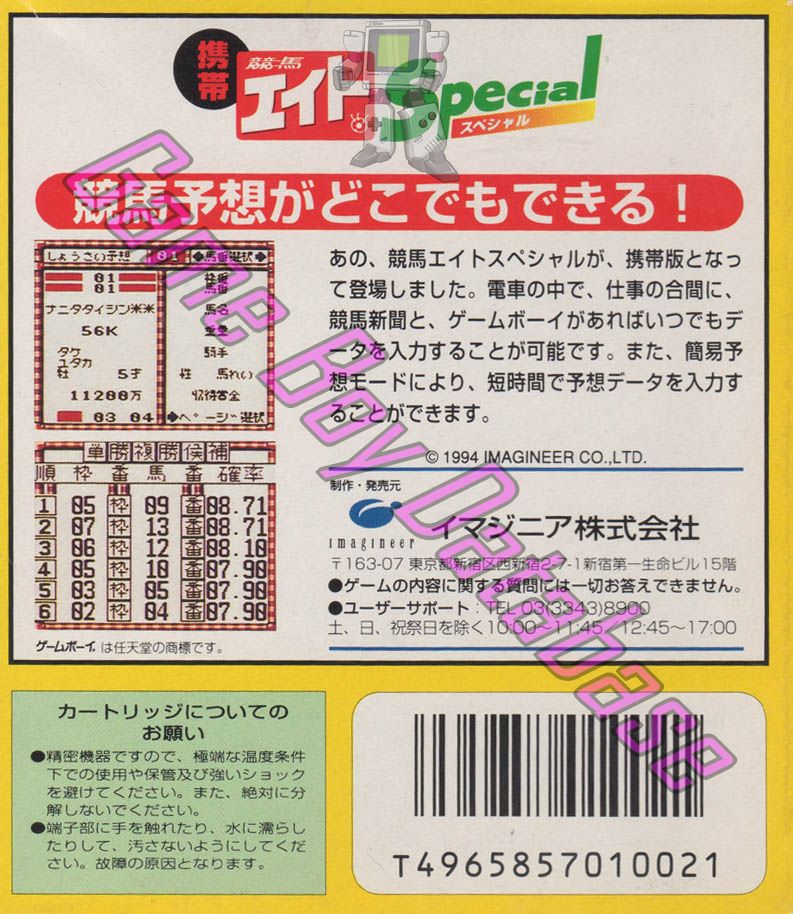 携帯
競馬
エイト
Special
スペシャル
競馬予想がどこでもできる！
しょうさい予想 01 ◆馬番選択◆
01 枠番
01 馬番
ナニタタイシン※※ 馬名
56K 重量
タケ
ユタカ 騎手
牡 5才 性 馬れい
11200万 収得賞金
03 04 ◆ページ選択
あの、競馬エイトスペシャルが、携帯版となっ
て登場しました。電車の中で、仕事の合間に、
競馬新聞と、ゲームボーイがあればいつでもデ
ータを入力することが可能です。また、簡易予
想モードにより、短時間で予想データを入力す
ることができます。
© 1994 IMAGINEER CO.,LTD.
単勝複勝候補
順 枠 番 馬 番 確率
1 05 枠 09 番 08.71
2 07 枠 13 番 08.71
3 06 枠 12 番 08.10
4 05 枠 10 番 07.90
5 03 枠 05 番 07.90
6 02 枠 04 番 07.90
ゲームボーイ. は任天堂の商標です。
制作・発売元
imagineer
イマジニア株式会社
〒163-07 東京都新宿区西新宿2-7-1新宿第一生命ビル15階
●ゲームの内容に関する質問には一切お答えできません。
●ユーザーサポート：TEL 03(3343)8900
土、日、祝祭日を除く10:00〜11:45 12:45〜17:00
カートリッジについての
お願い
●精密機器ですので、極端な温度条件
下での使用や保管及び強いショック
を避けてください。また、絶対に分
解しないでください。
●端子部に手を触れたり、水に濡らし
たりして、汚さないようにしてくだ
さい。故障の原因となります。
T4965857010021
Game Boy Database